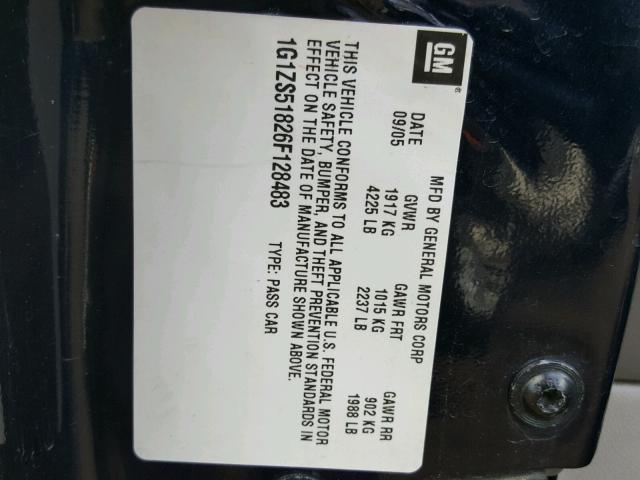 GM
MFD BY GENERAL MOTORS CORP
DATE GVWR GAWR FRT GAWR RR
09/05 1917 KG 1015 KG 902 KG
4225 LB 2237 LB 1988 LB
THIS VEHICLE CONFORMS TO ALL APPLICABLE U.S. FEDERAL MOTOR
VEHICLE SAFETY, BUMPER, AND THEFT PREVENTION STANDARDS IN
EFFECT ON THE DATE OF MANUFACTURE SHOWN ABOVE.
1G1ZS51826F128483 TYPE: PASS CAR